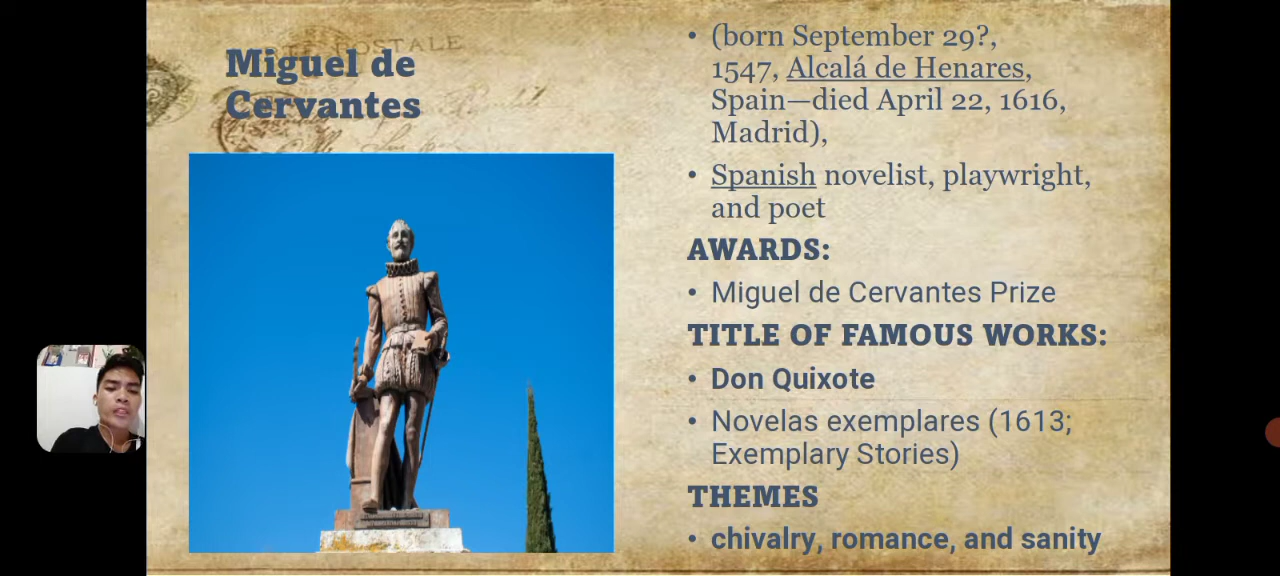 Miguel de
Cervantes
• (born September 29?,
1547, Alcalá de Henares,
Spain—died April 22, 1616,
Madrid),
• Spanish novelist, playwright,
and poet
AWARDS:
• Miguel de Cervantes Prize
TITLE OF FAMOUS WORKS:
• Don Quixote
• Novelas exemplares (1613;
Exemplary Stories)
THEMES
• chivalry, romance, and sanity